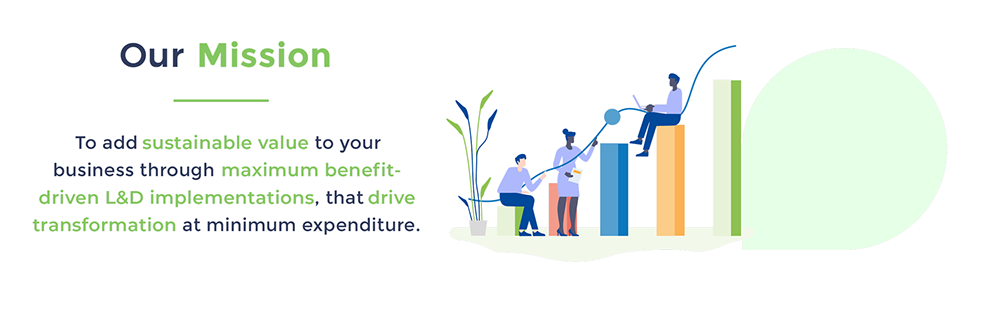 Our Mission
To add sustainable value to your
business through maximum benefit-
driven L&D implementations, that drive
transformation at minimum expenditure.